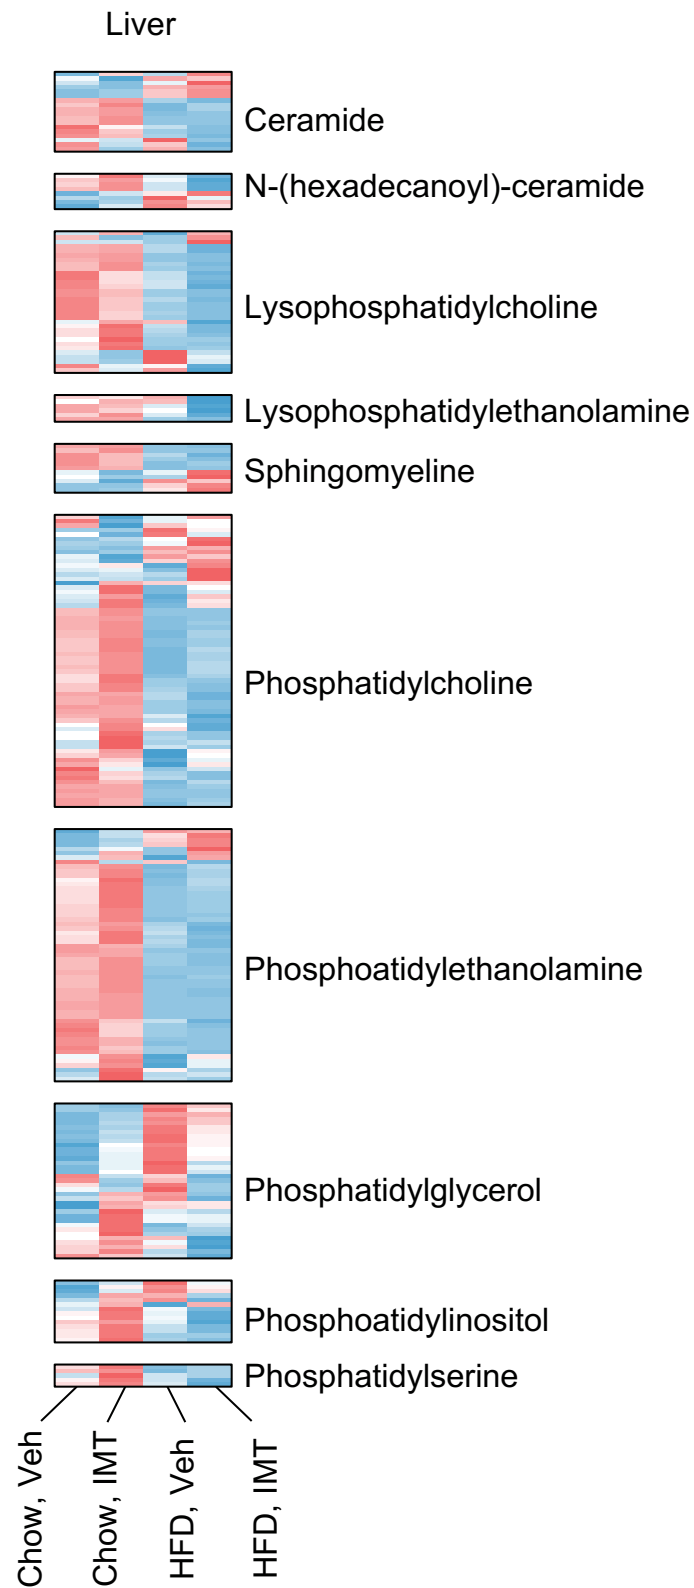 Liver
Ceramide
N-(hexadecanoyl)-ceramide
Lysophosphatidylcholine
Lysophosphatidylethanolamine
Sphingomyeline
Phosphatidylcholine
Phosphoatidylethanolamine
Phosphatidylglycerol
Phosphoatidylinositol
Phosphatidylserine
Chow, Veh
Chow, IMT
HFD, Veh
HFD, IMT